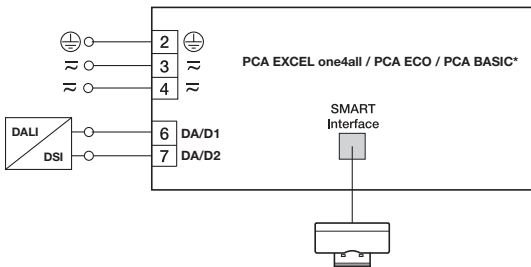 2
3
4
PCA EXCEL one4all / PCA ECO / PCA BASIC*
SMART
Interface
DALI
DSI
6 DA/D1
7 DA/D2